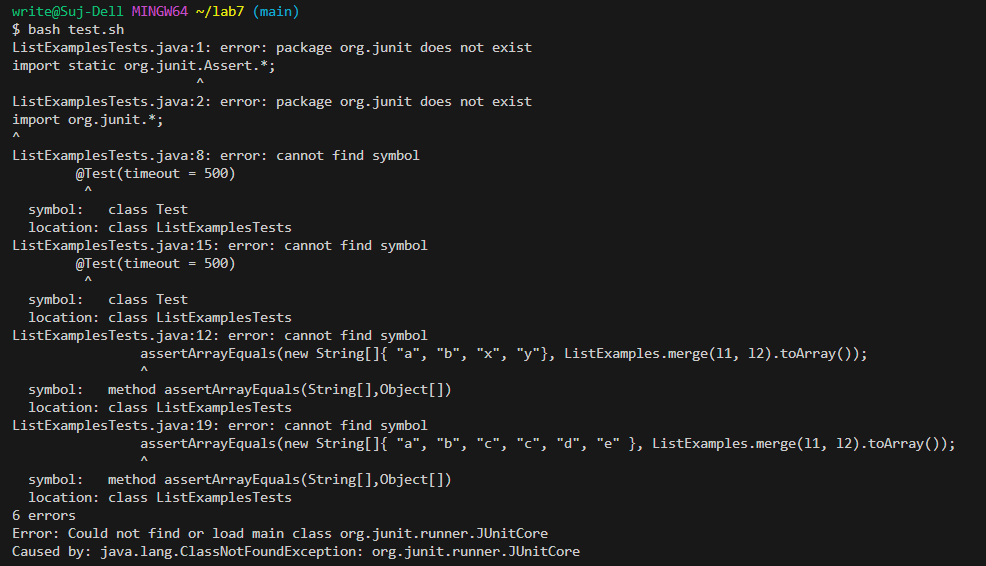 write@Suj-Dell MINGW64 ~/lab7 (main)
$ bash test.sh
ListExamplesTests.java:1: error: package org.junit does not exist
import static org.junit.Assert.*;
                       ^
ListExamplesTests.java:2: error: package org.junit does not exist
import org.junit.*;
^
ListExamplesTests.java:8: error: cannot find symbol
        @Test(timeout = 500)
         ^
  symbol:   class Test
  location: class ListExamplesTests
ListExamplesTests.java:15: error: cannot find symbol
        @Test(timeout = 500)
         ^
  symbol:   class Test
  location: class ListExamplesTests
ListExamplesTests.java:12: error: cannot find symbol
                assertArrayEquals(new String[]{ "a", "b", "x", "y"}, ListExamples.merge(l1, l2).toArray());
                ^
  symbol:   method assertArrayEquals(String[],Object[])
  location: class ListExamplesTests
ListExamplesTests.java:19: error: cannot find symbol
                assertArrayEquals(new String[]{ "a", "b", "c", "c", "d", "e" }, ListExamples.merge(l1, l2).toArray());
                ^
  symbol:   method assertArrayEquals(String[],Object[])
  location: class ListExamplesTests
6 errors
Error: Could not find or load main class org.junit.runner.JUnitCore
Caused by: java.lang.ClassNotFoundException: org.junit.runner.JUnitCore